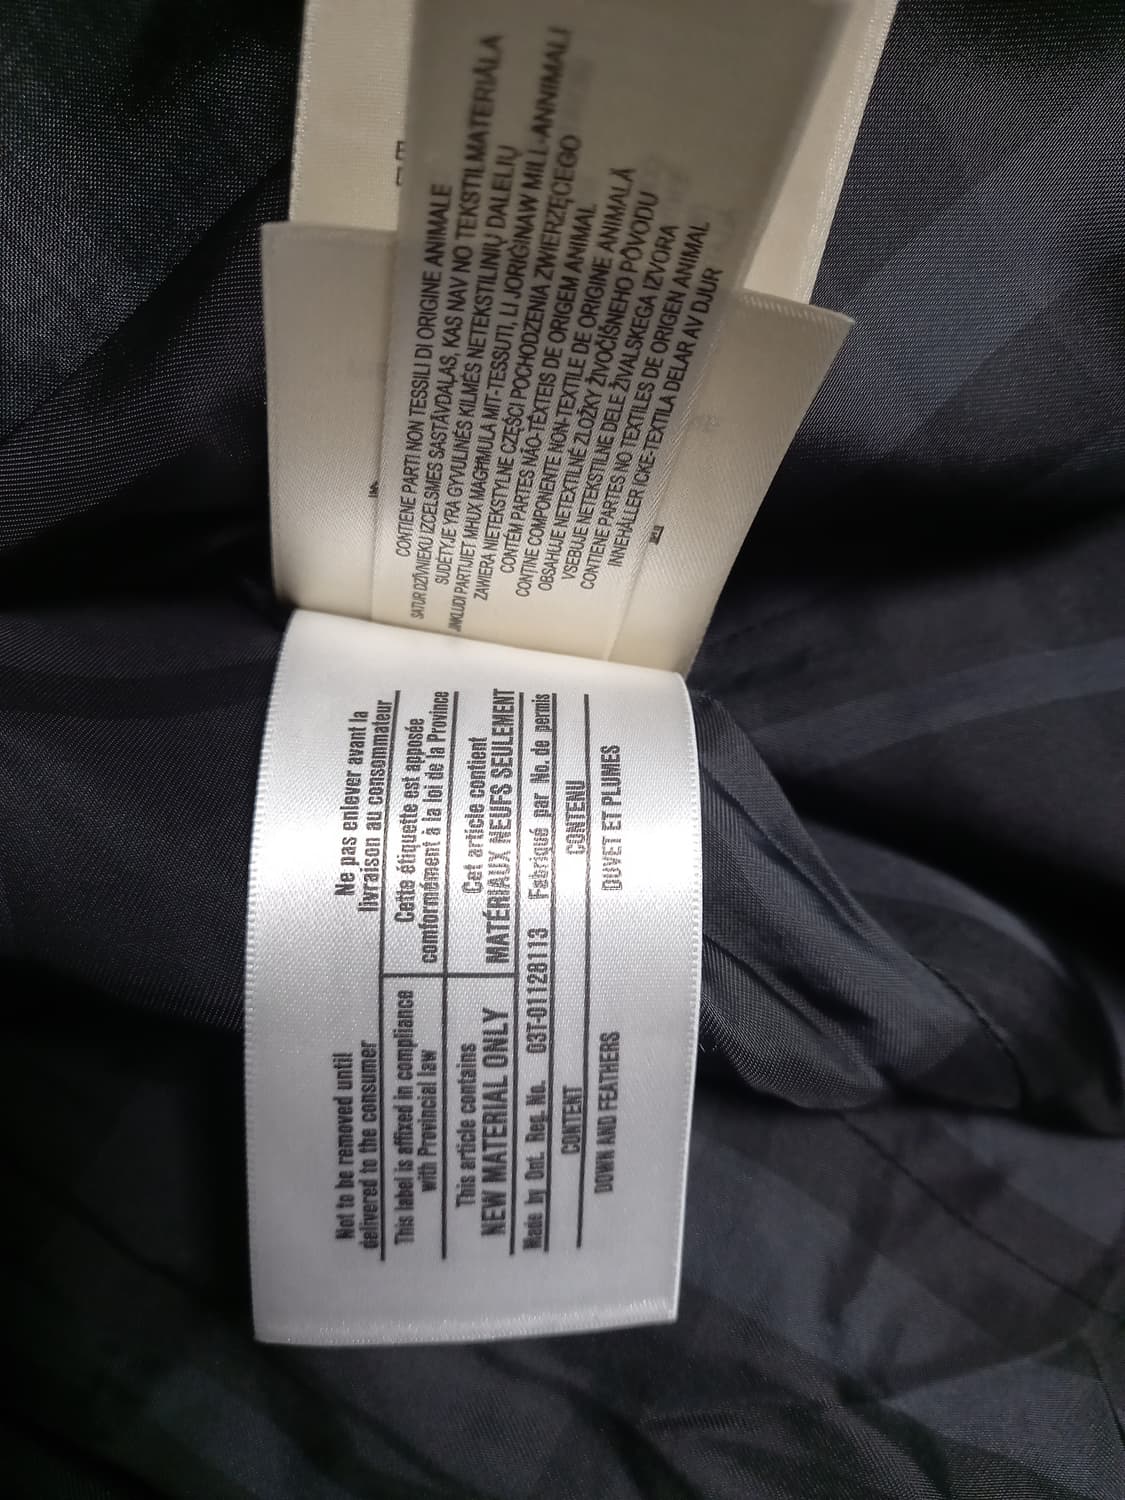 CONTIENE PARTI NON TESSILI DI ORIGINE ANIMALE
SATUR DZĪVNIEKU IZCELSMES SASTĀVDAĻAS, KAS NAV NO TEKSTILMATERIĀLA
SUDĖTYJE YRA GYVULINĖS KILMĖS NETEKSTILINIŲ DALELIŲ
JINKLUDI PARTIJIET MHUX MAGĦMULA MIT-TESSUTI, LI JORIĠINAW MILL-ANNIMALI
ZAWIERA NIETEKSTYLNE CZĘŚCI POCHODZENIA ZWIERZĘCEGO
CONTÉM PARTES NÃO-TÊXTEIS DE ORIGEM ANIMAL
CONȚINE COMPONENTE NON-TEXTILE DE ORIGINE ANIMALĂ
OBSAHUJE NETEXTILNÉ ZLOŽKY ŽIVOČÍŠNEHO PÔVODU
VSEBUJE NETEKSTILNE DELE ŽIVALSKEGA IZVORA
CONTIENE PARTES NO TEXTILES DE ORIGEN ANIMAL
INNEHÅLLER ICKE-TEXTILA DELAR AV DJUR
Not to be removed until
delivered to the consumer
Ne pas enlever avant la
livraison au consommateur
This label is affixed in compliance
with Provincial law
Cette étiquette est apposée
comformément à la loi de la Province
This article contains
NEW MATERIAL ONLY
Cet article contient
MATÉRIAUX NEUFS SEULEMENT
Made by Ont. Reg. No. 03T-01128113 Fabriqué par No. de permis
CONTENT CONTENU
DOWN AND FEATHERS DUVET ET PLUMES